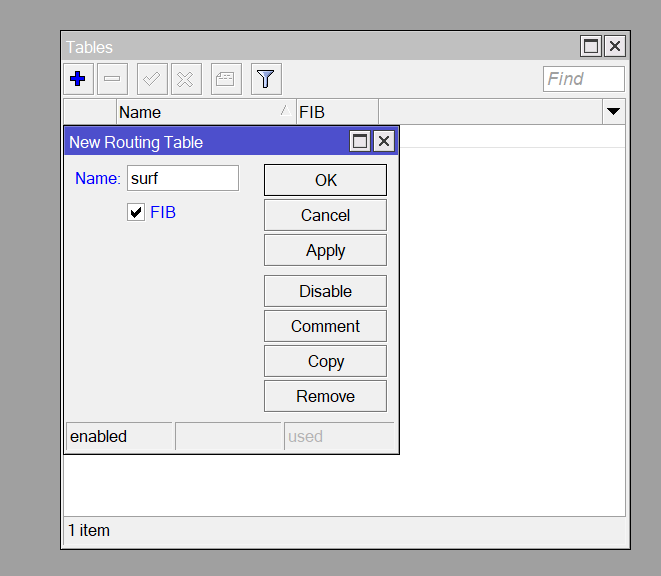 Tables
Find
Name FIB
New Routing Table
Name: surf
FIB
OK
Cancel
Apply
Disable
Comment
Copy
Remove
enabled used
1 item